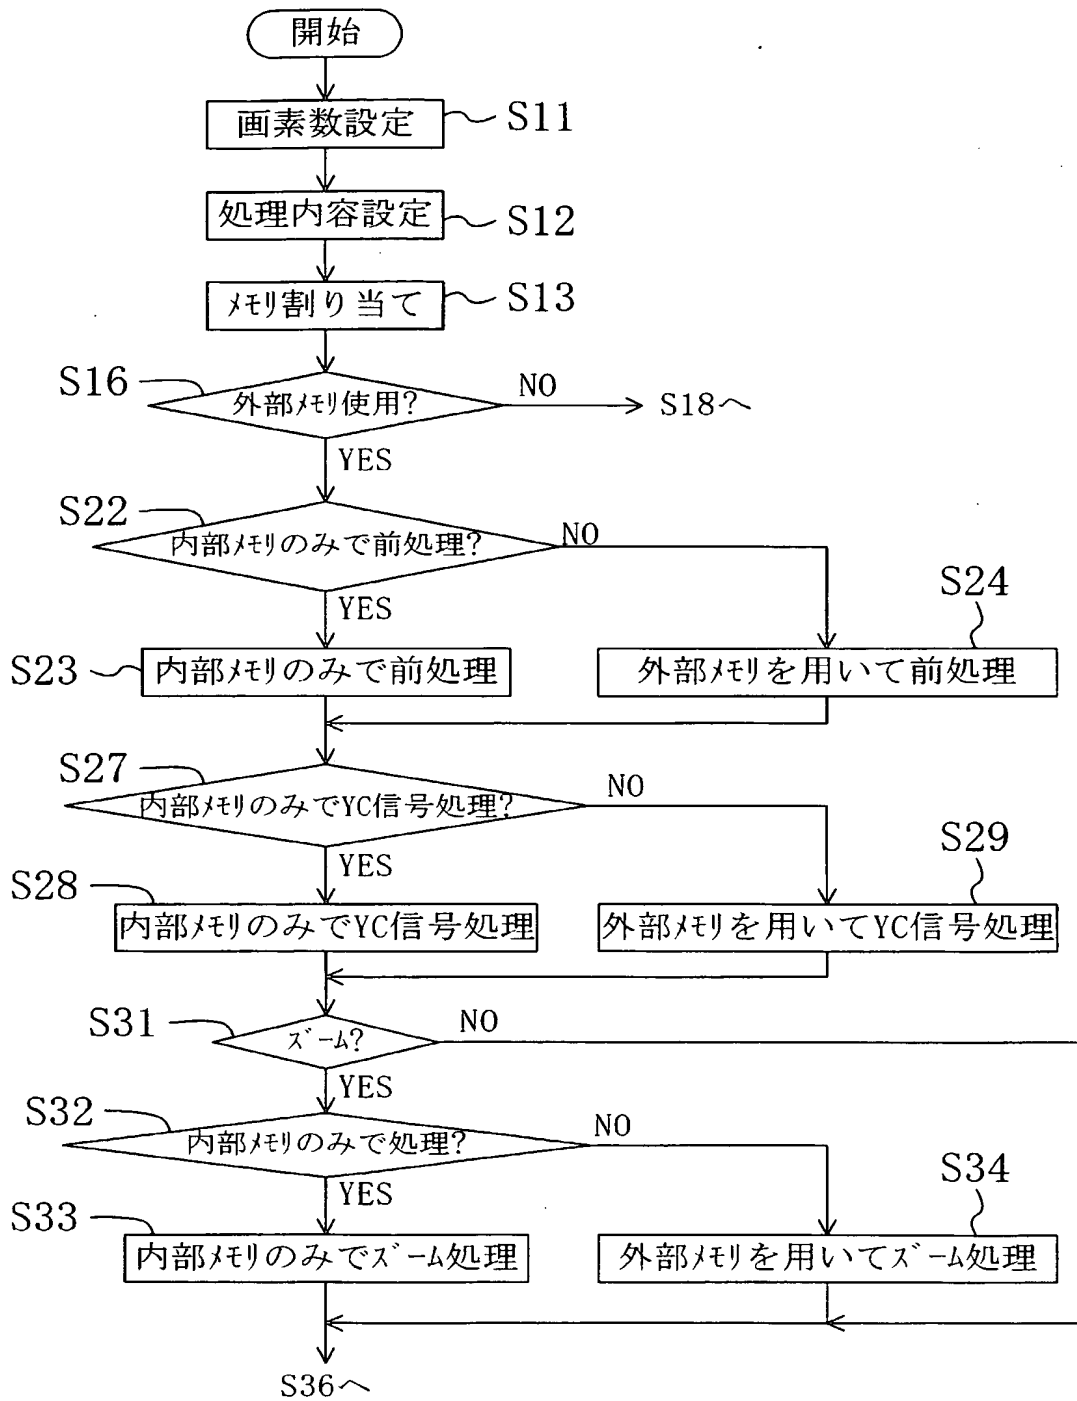 開始
画素数設定
S11
処理内容設定
S12
メモリ割り当て
S13
S16
外部メモリ使用?
NO
S18へ
YES
S22
内部メモリのみで前処理?
NO
YES
S24
S23
内部メモリのみで前処理
外部メモリを用いて前処理
S27
内部メモリのみでYC信号処理?
NO
YES
S29
S28
内部メモリのみでYC信号処理
外部メモリを用いてYC信号処理
S31
ズーム?
NO
YES
S32
内部メモリのみで処理?
NO
YES
S34
S33
内部メモリのみでズーム処理
外部メモリを用いてズーム処理
S36へ